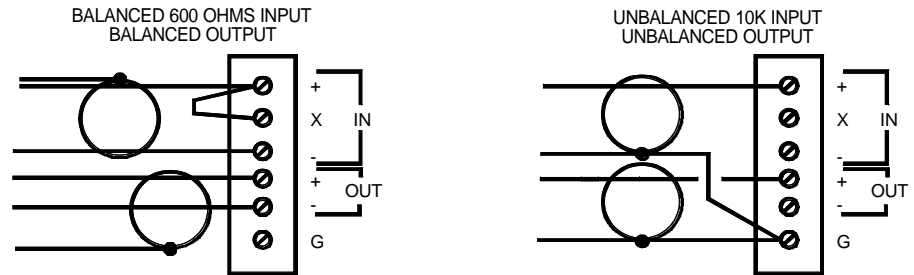 BALANCED 600 OHMS INPUT
BALANCED OUTPUT
+
X IN
-
+
OUT
-
G
UNBALANCED 10K INPUT
UNBALANCED OUTPUT
+
X IN
-
+
OUT
-
G